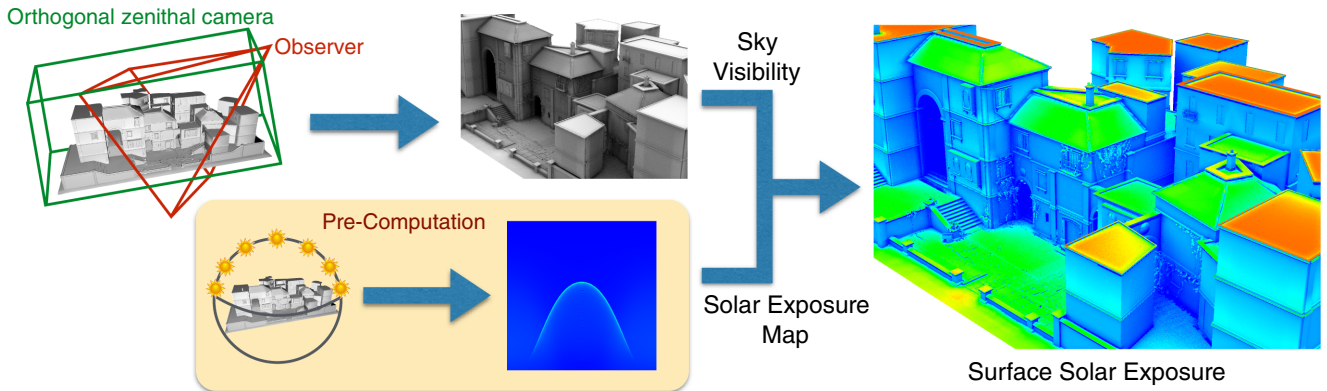 Orthogonal zenithal camera
Observer
Sky
Visibility
Pre-Computation
Solar Exposure
Map
Surface Solar Exposure